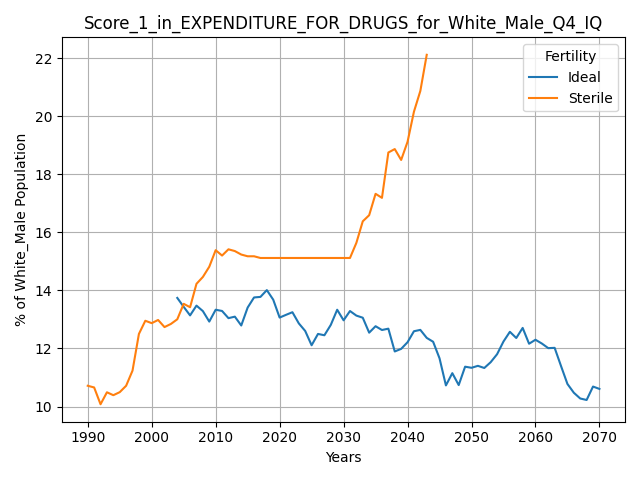 Score_1_in_EXPENDITURE_FOR_DRUGS_for_White_Male_Q4_IQ
Fertility
Ideal
Sterile
% of White_Male Population
22
20
18
16
14
12
10
1990 2000 2010 2020 2030 2040 2050 2060 2070
Years